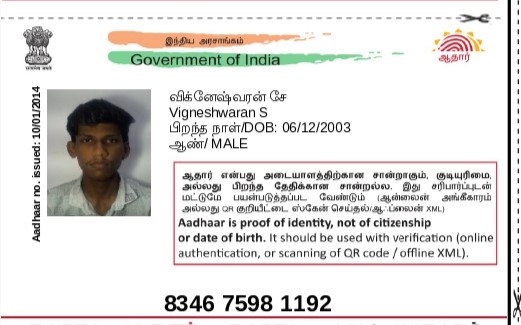 இந்திய அரசாங்கம்
Government of India
ஆதார்
Aadhaar no. issued: 10/01/2014
விக்னேஷ்வரன் சே
Vigneshwaran S
பிறந்த நாள்/DOB: 06/12/2003
ஆண்/ MALE
ஆதார் என்பது அடையாளத்திற்கான சான்றாகும், குடியுரிமை,
அல்லது பிறந்த தேதிக்கான சான்றல்ல. இது சரிபார்ப்புடன்
மட்டுமே பயன்படுத்தப்பட வேண்டும் (ஆன்லைன் அங்கீகாரம்
அல்லது QR குறியீட்டை ஸ்கேன் செய்தல்/ஆஃப்லைன் XML)
Aadhaar is proof of identity, not of citizenship
or date of birth. It should be used with verification (online
authentication, or scanning of QR code / offline XML).
8346 7598 1192